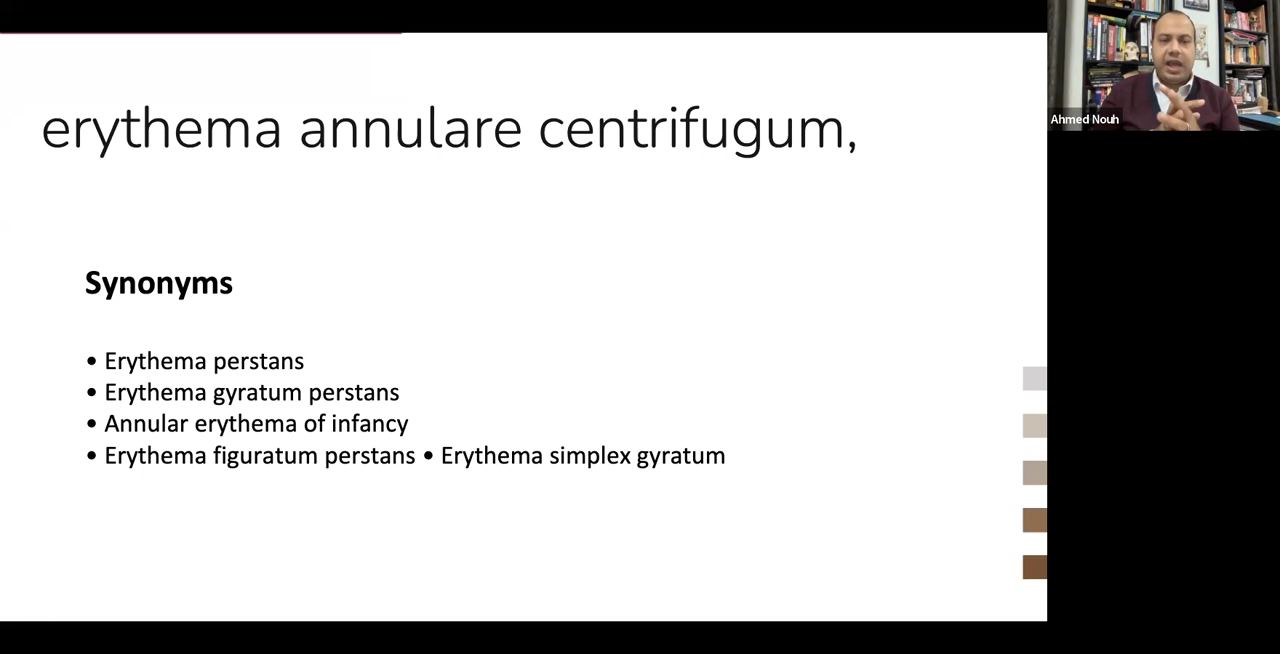 erythema annulare centrifugum,
Synonyms
• Erythema perstans
• Erythema gyratum perstans
• Annular erythema of infancy
• Erythema figuratum perstans • Erythema simplex gyratum
Ahmed Nouh